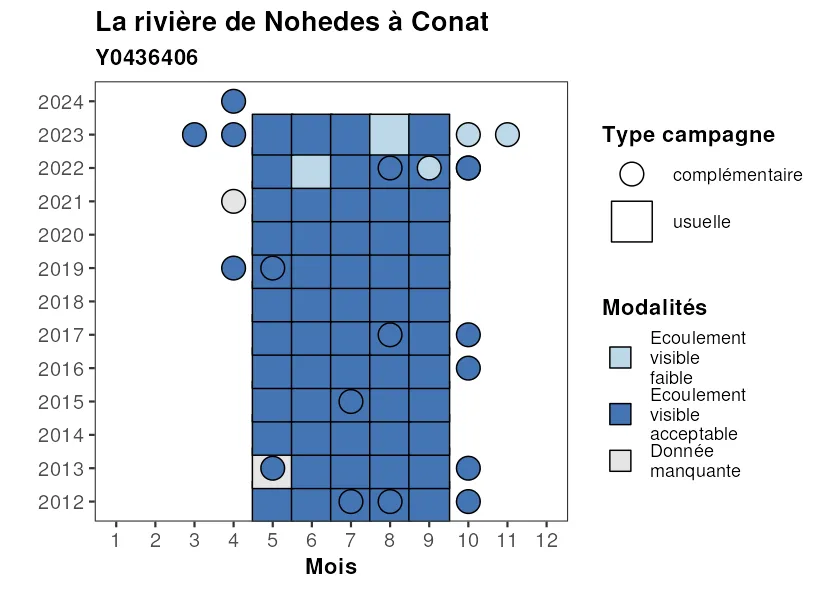 La rivière de Nohedes à Conat
Y0436406
2024
2023
2022
2021
2020
2019
2018
2017
2016
2015
2014
2013
2012
1 2 3 4 5 6 7 8 9 10 11 12
Mois
Type campagne
complémentaire
usuelle
Modalités
Ecoulement
visible
faible
Ecoulement
visible
acceptable
Donnée
manquante